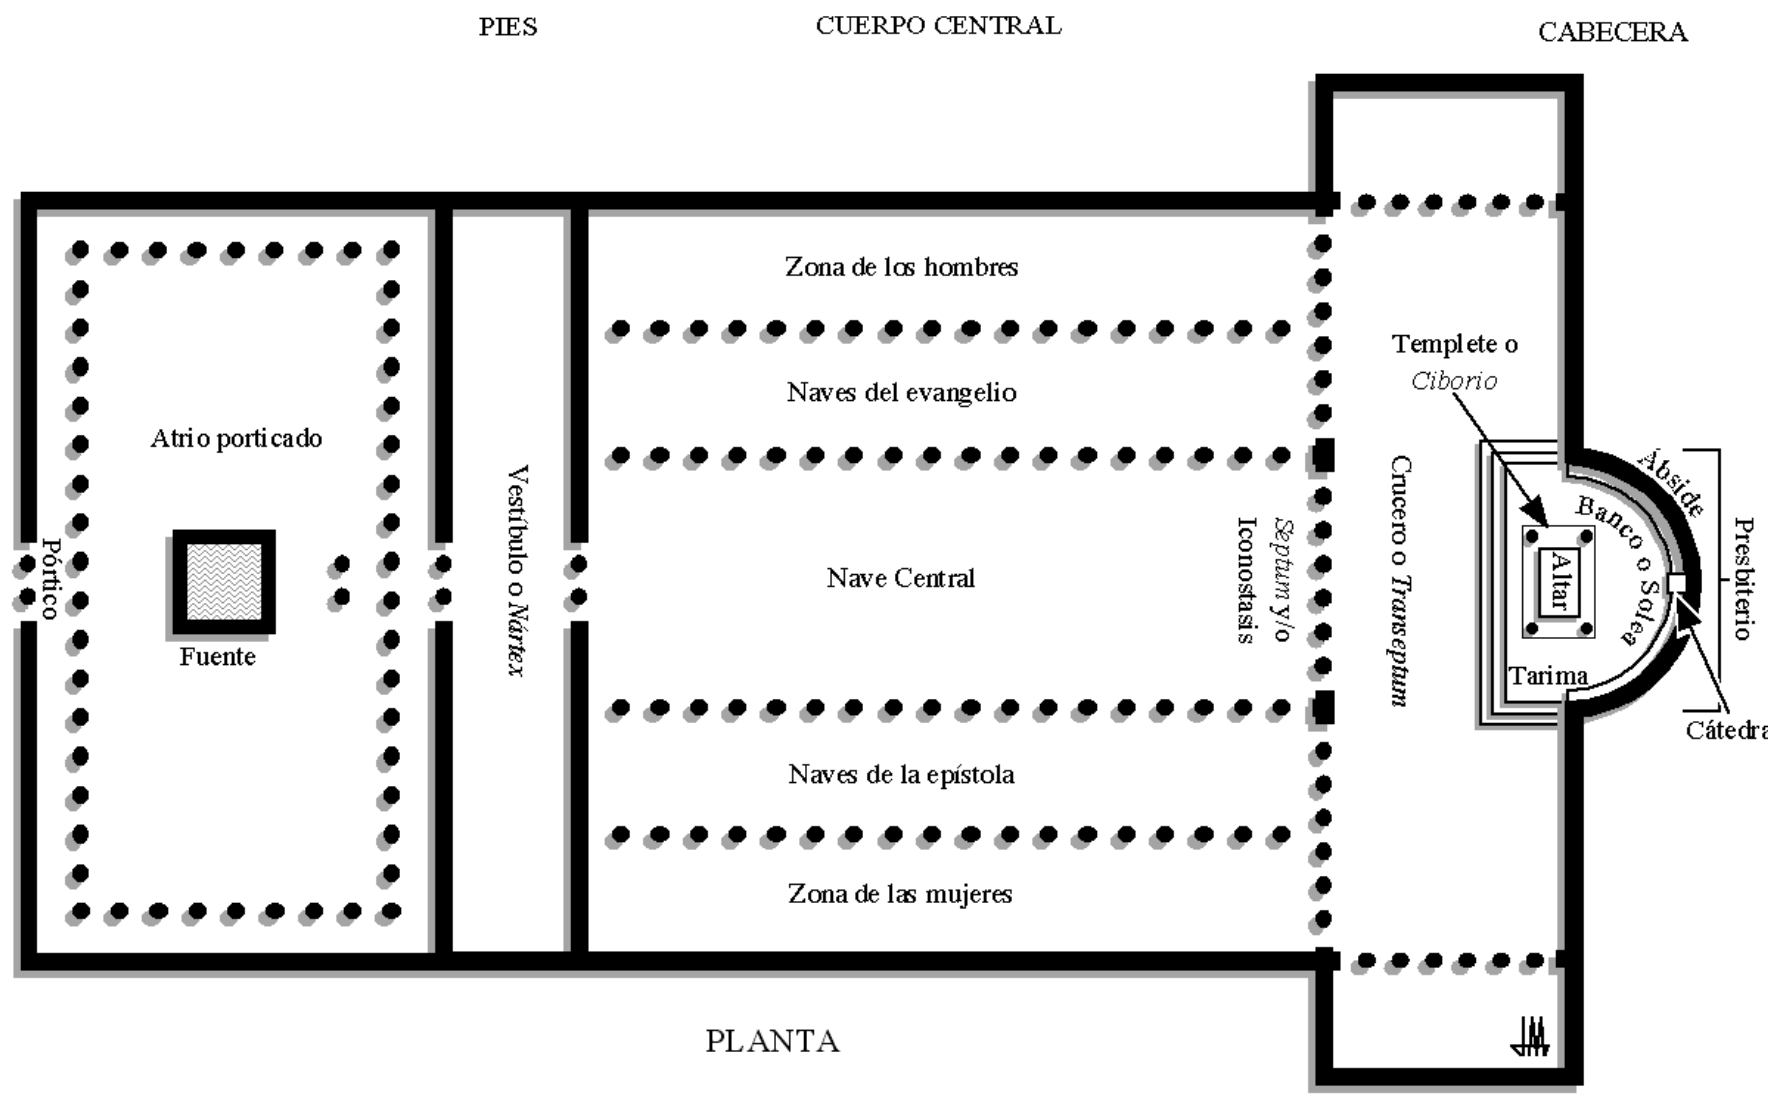 PIES
CUERPO CENTRAL
CABECERA
Zona de los hombres
Templete o
Ciborio
Naves del evangelio
Atrio porticado
Vestíbulo o Nártex
Crucero o Transeptum
Ábside
Banco o Solea
Presbiterio
Septum y/o
Iconostasis
Pórtico
Nave Central
Altar
Fuente
Tarima
Cátedra
Naves de la epístola
Zona de las mujeres
PLANTA